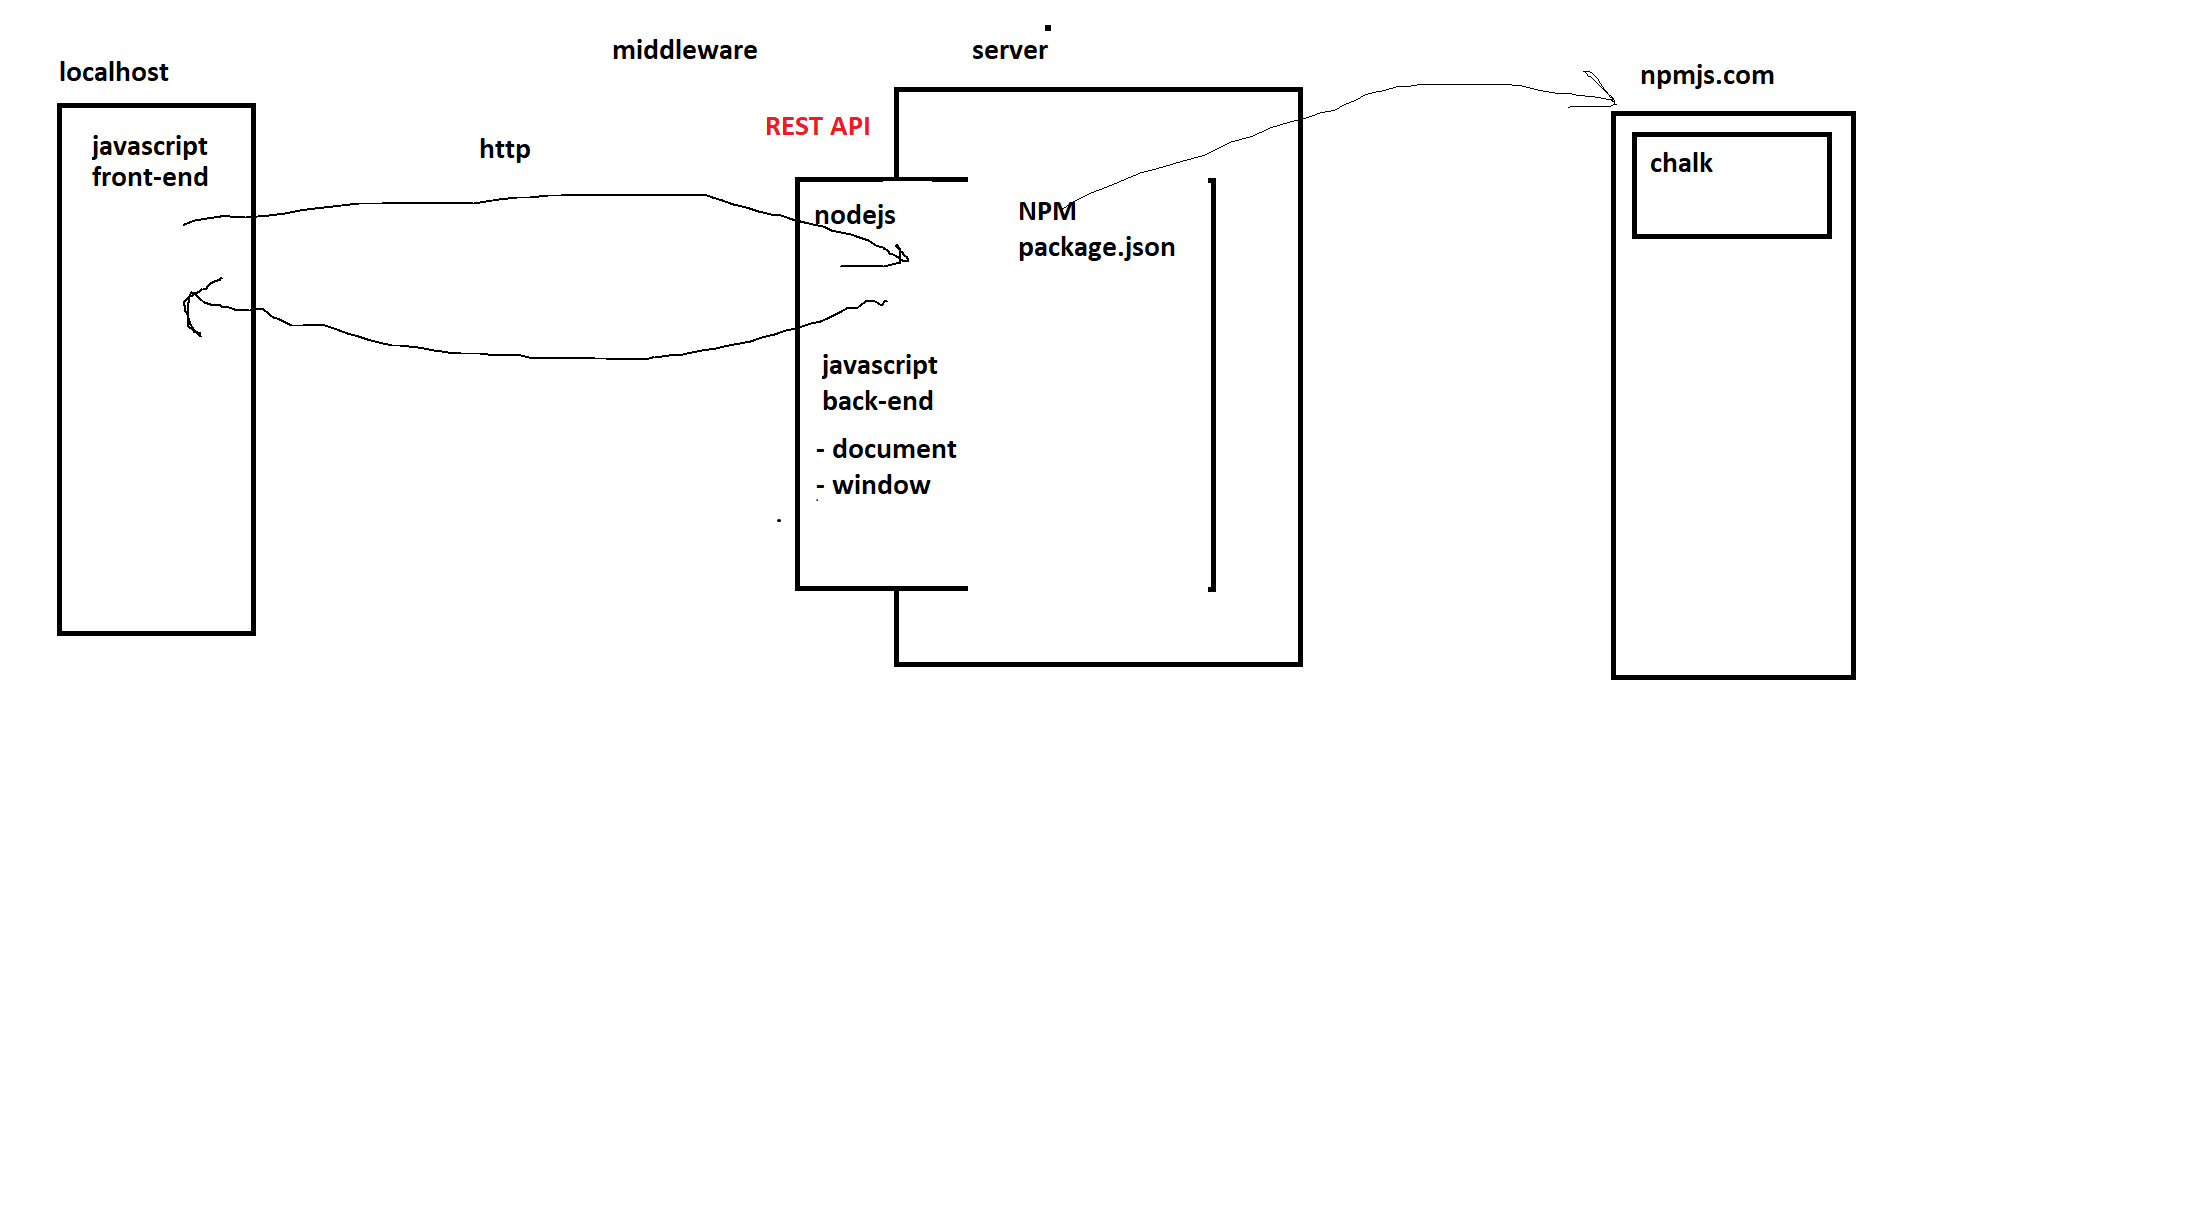 localhost
javascript
front-end
http
middleware
REST API
server
nodejs
javascript
back-end
- document
- window
NPM
package.json
npmjs.com
chalk